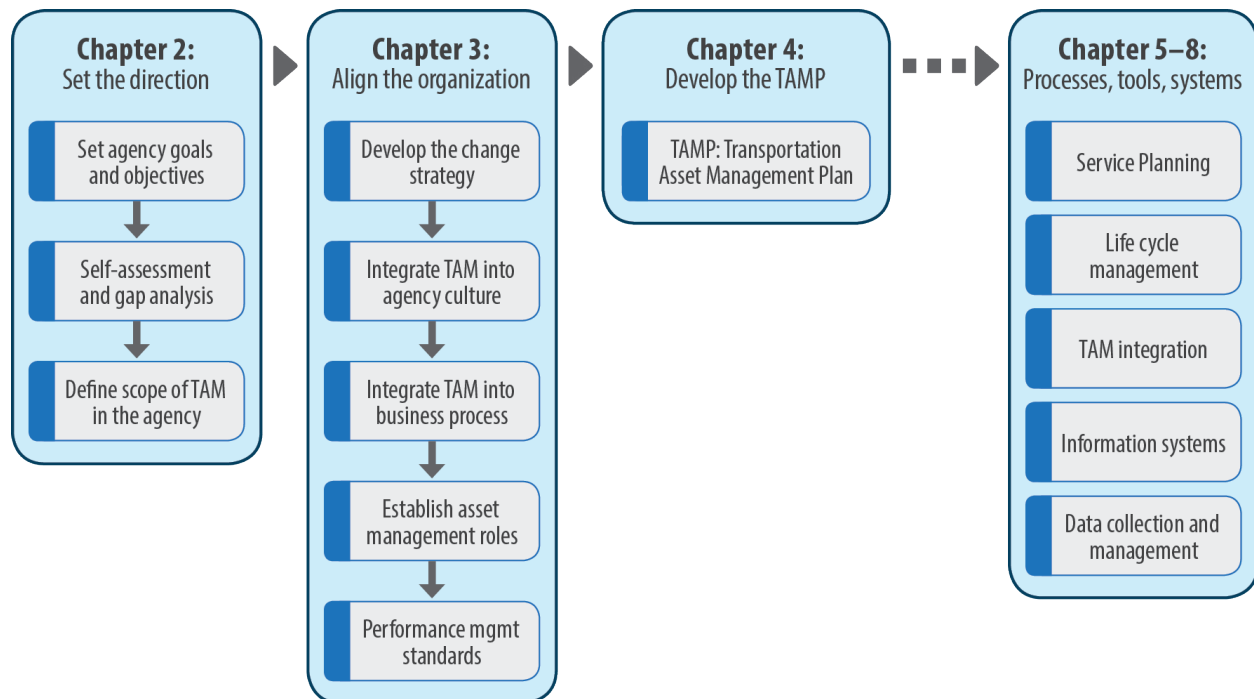 Chapter 2:
Set the direction
Set agency goals
and objectives
Self-assessment
and gap analysis
Define scope of TAM
in the agency
Chapter 3:
Align the organization
Develop the change
strategy
Integrate TAM into
agency culture
Integrate TAM into
business process
Establish asset
management roles
Performance mgmt
standards
Chapter 4:
Develop the TAMP
TAMP: Transportation
Asset Management Plan
Chapter 5–8:
Processes, tools, systems
Service Planning
Life cycle
management
TAM integration
Information systems
Data collection and
management